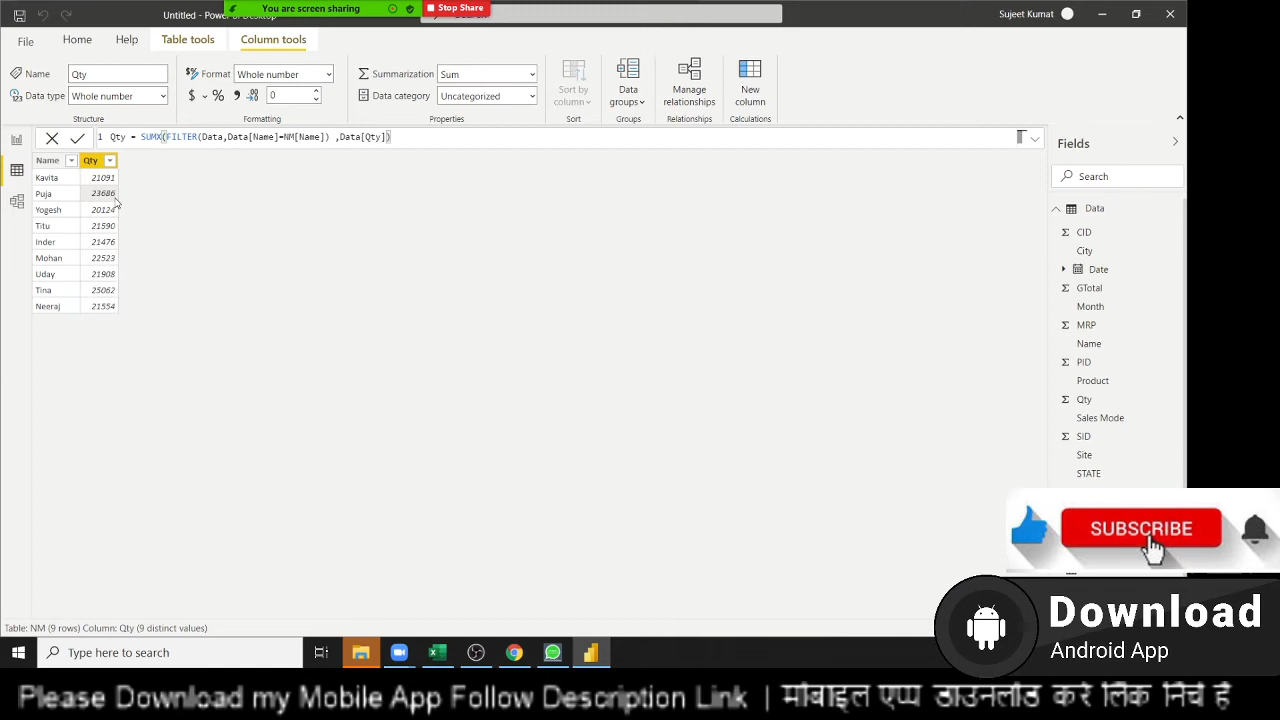 Untitled - Power BI Desktop
You are screen sharing
Stop Share
Search
Sujeet Kumat
File
Home
Help
Table tools
Column tools
Name
Qty
Format
Whole number
Summarization
Sum
Data type
Whole number
$
%
0
Data category
Uncategorized
Sort by
column
Data
groups
Manage
relationships
New
column
Structure
Formatting
Properties
Sort
Groups
Relationships
Calculations
1 Qty = SUMX(FILTER(Data,Data[Name]=NM[Name]) ,Data[Qty])
Name Qty
Kavita 21091
Puja 23686
Yogesh 20124
Titu 21590
Inder 21476
Mohan 22523
Uday 21908
Tina 25062
Neeraj 21554
Fields
Search
Data
CID
City
Date
GTotal
Month
MRP
Name
PID
Product
Qty
Sales Mode
SID
Site
STATE
SUBSCRIBE
Download
Android App
Table: NM (9 rows) Column: Qty (9 distinct values)
Type here to search
Please Download my Mobile App Follow Description Link | मोबाइल एप्प डाउनलोड करे लिंक निचे है